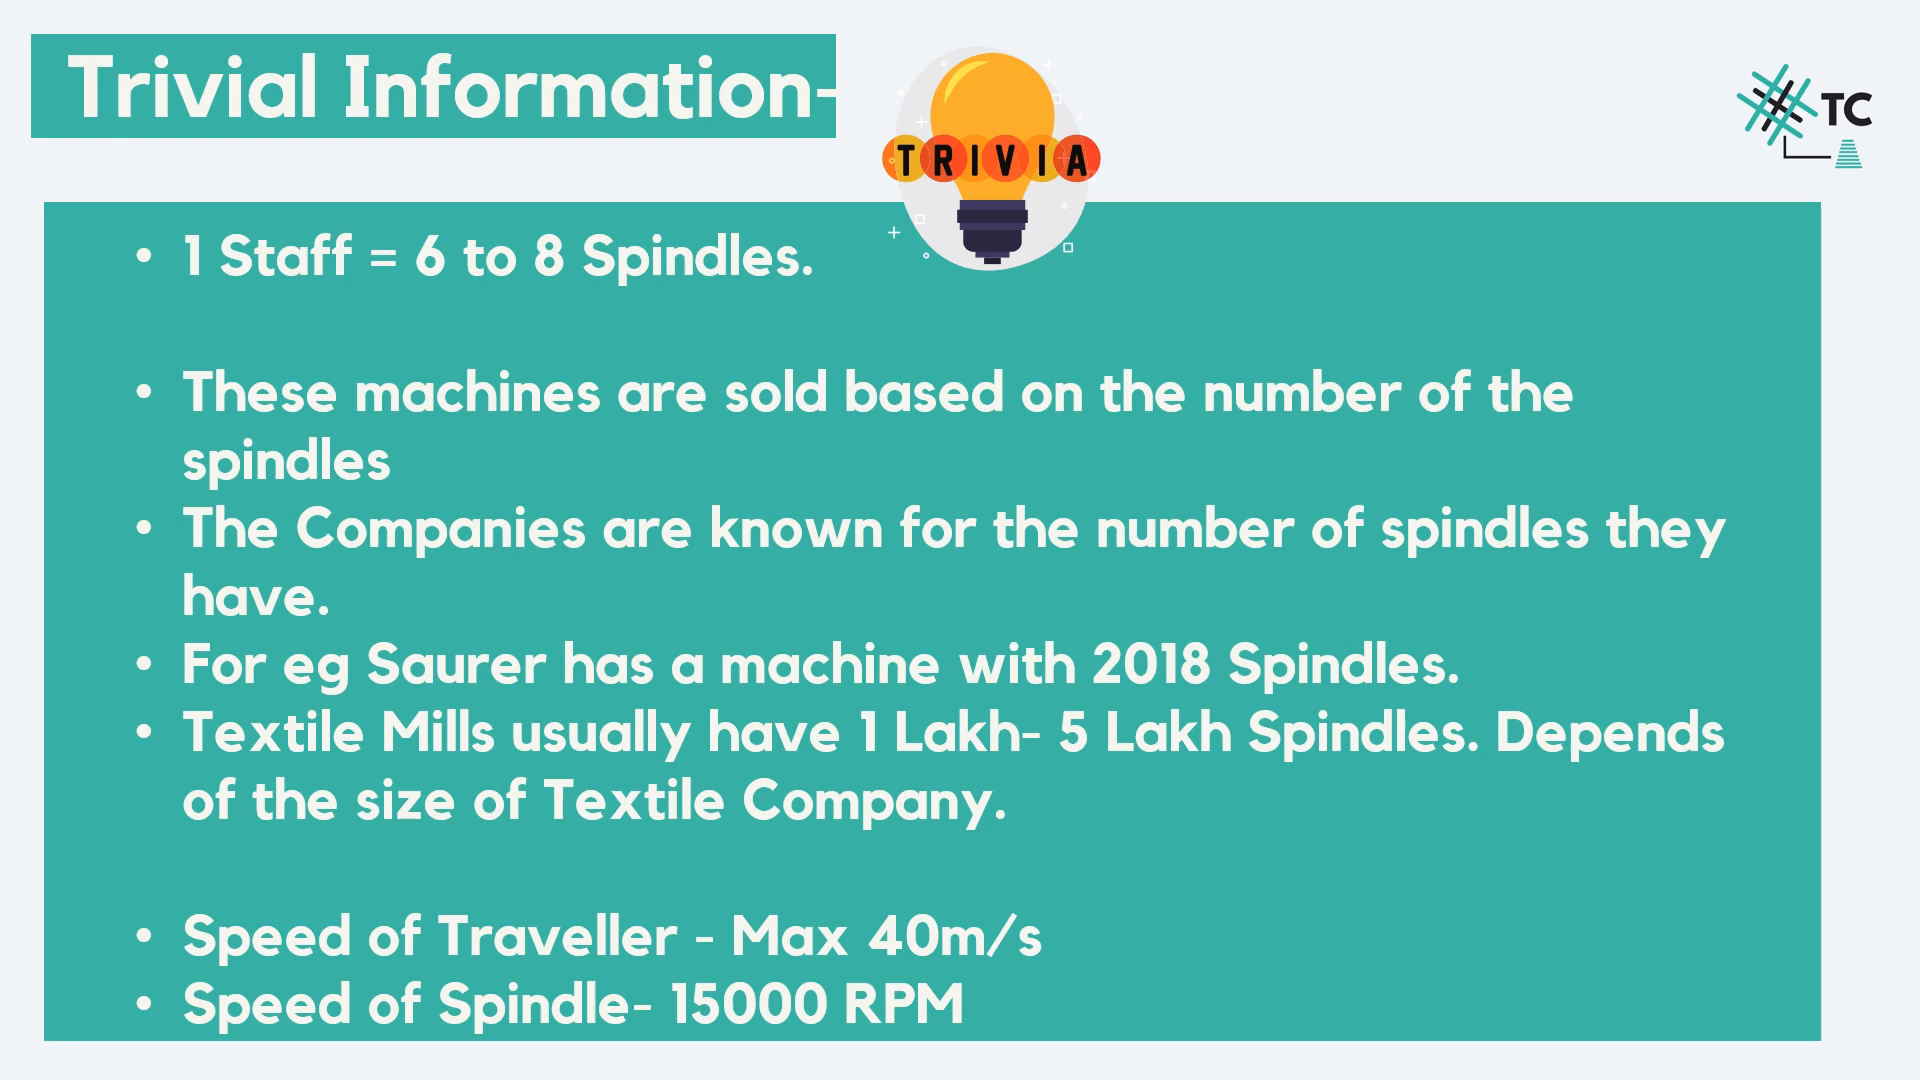 Trivial Information-
TRIVIA
TC
• 1 Staff = 6 to 8 Spindles.
• These machines are sold based on the number of the
spindles
• The Companies are known for the number of spindles they
have.
• For eg Saurer has a machine with 2018 Spindles.
• Textile Mills usually have 1 Lakh- 5 Lakh Spindles. Depends
of the size of Textile Company.
• Speed of Traveller - Max 40m/s
• Speed of Spindle- 15000 RPM